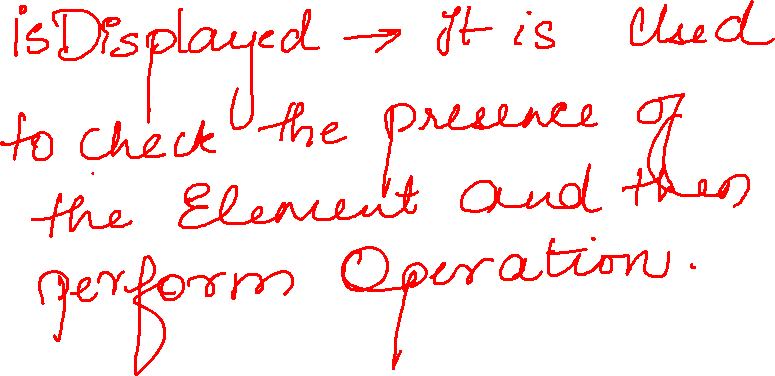 isDisplayed → It is Used
to check the presence of
the Element and then
perform Operation.